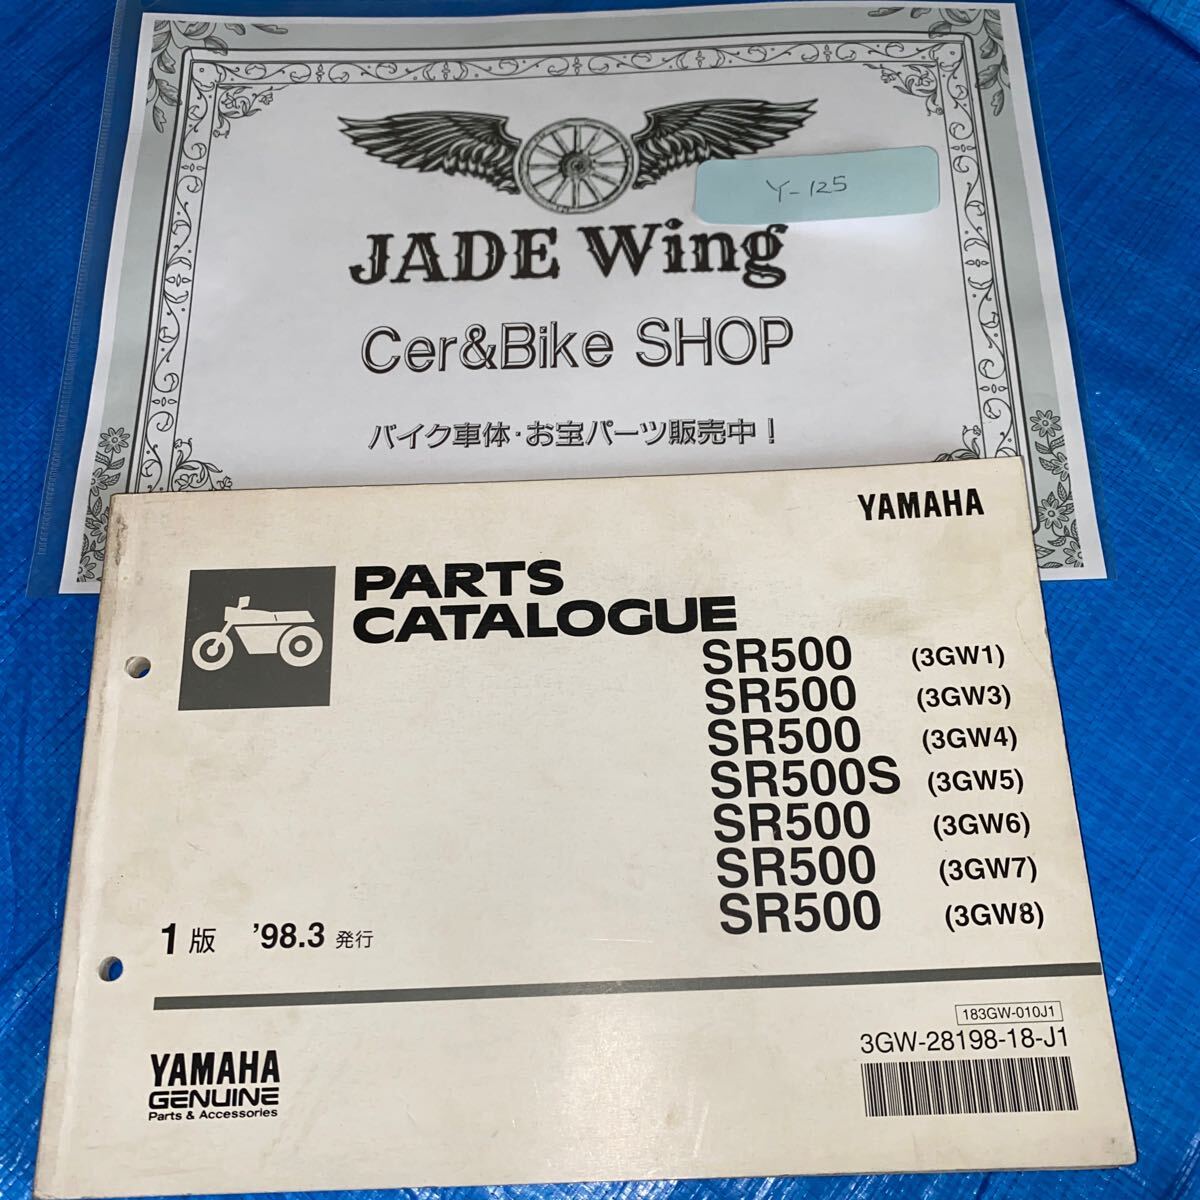 Y-125
JADE Wing
Cer&Bike SHOP
バイク車体・お宝パーツ販売中！
YAMAHA
PARTS
CATALOGUE
SR500 (3GW1)
SR500 (3GW3)
SR500 (3GW4)
SR500S (3GW5)
SR500 (3GW6)
SR500 (3GW7)
SR500 (3GW8)
1版 '98.3 発行
183GW-010J1
3GW-28198-18-J1
YAMAHA
GENUINE
Parts & Accessories